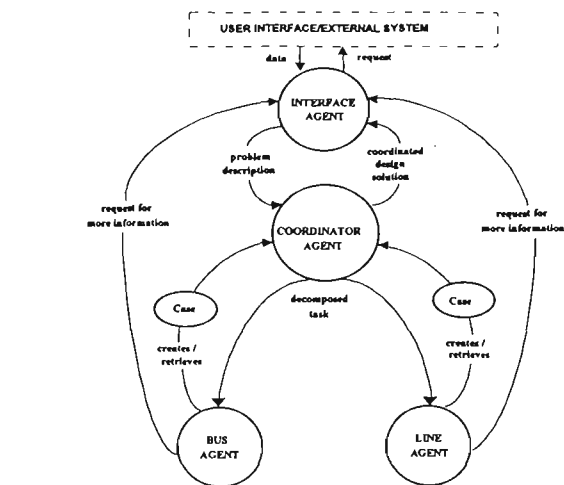 USER INTERFACE/EXTERNAL SYSTEM
data
request
INTERFACE
AGENT
problem
description
coordinated
design
solution
request for
more information
request for
more information
COORDINATOR
AGENT
decomposed
task
Case
Case
creates /
retrieves
creates /
retrieves
BUS
AGENT
LINE
AGENT